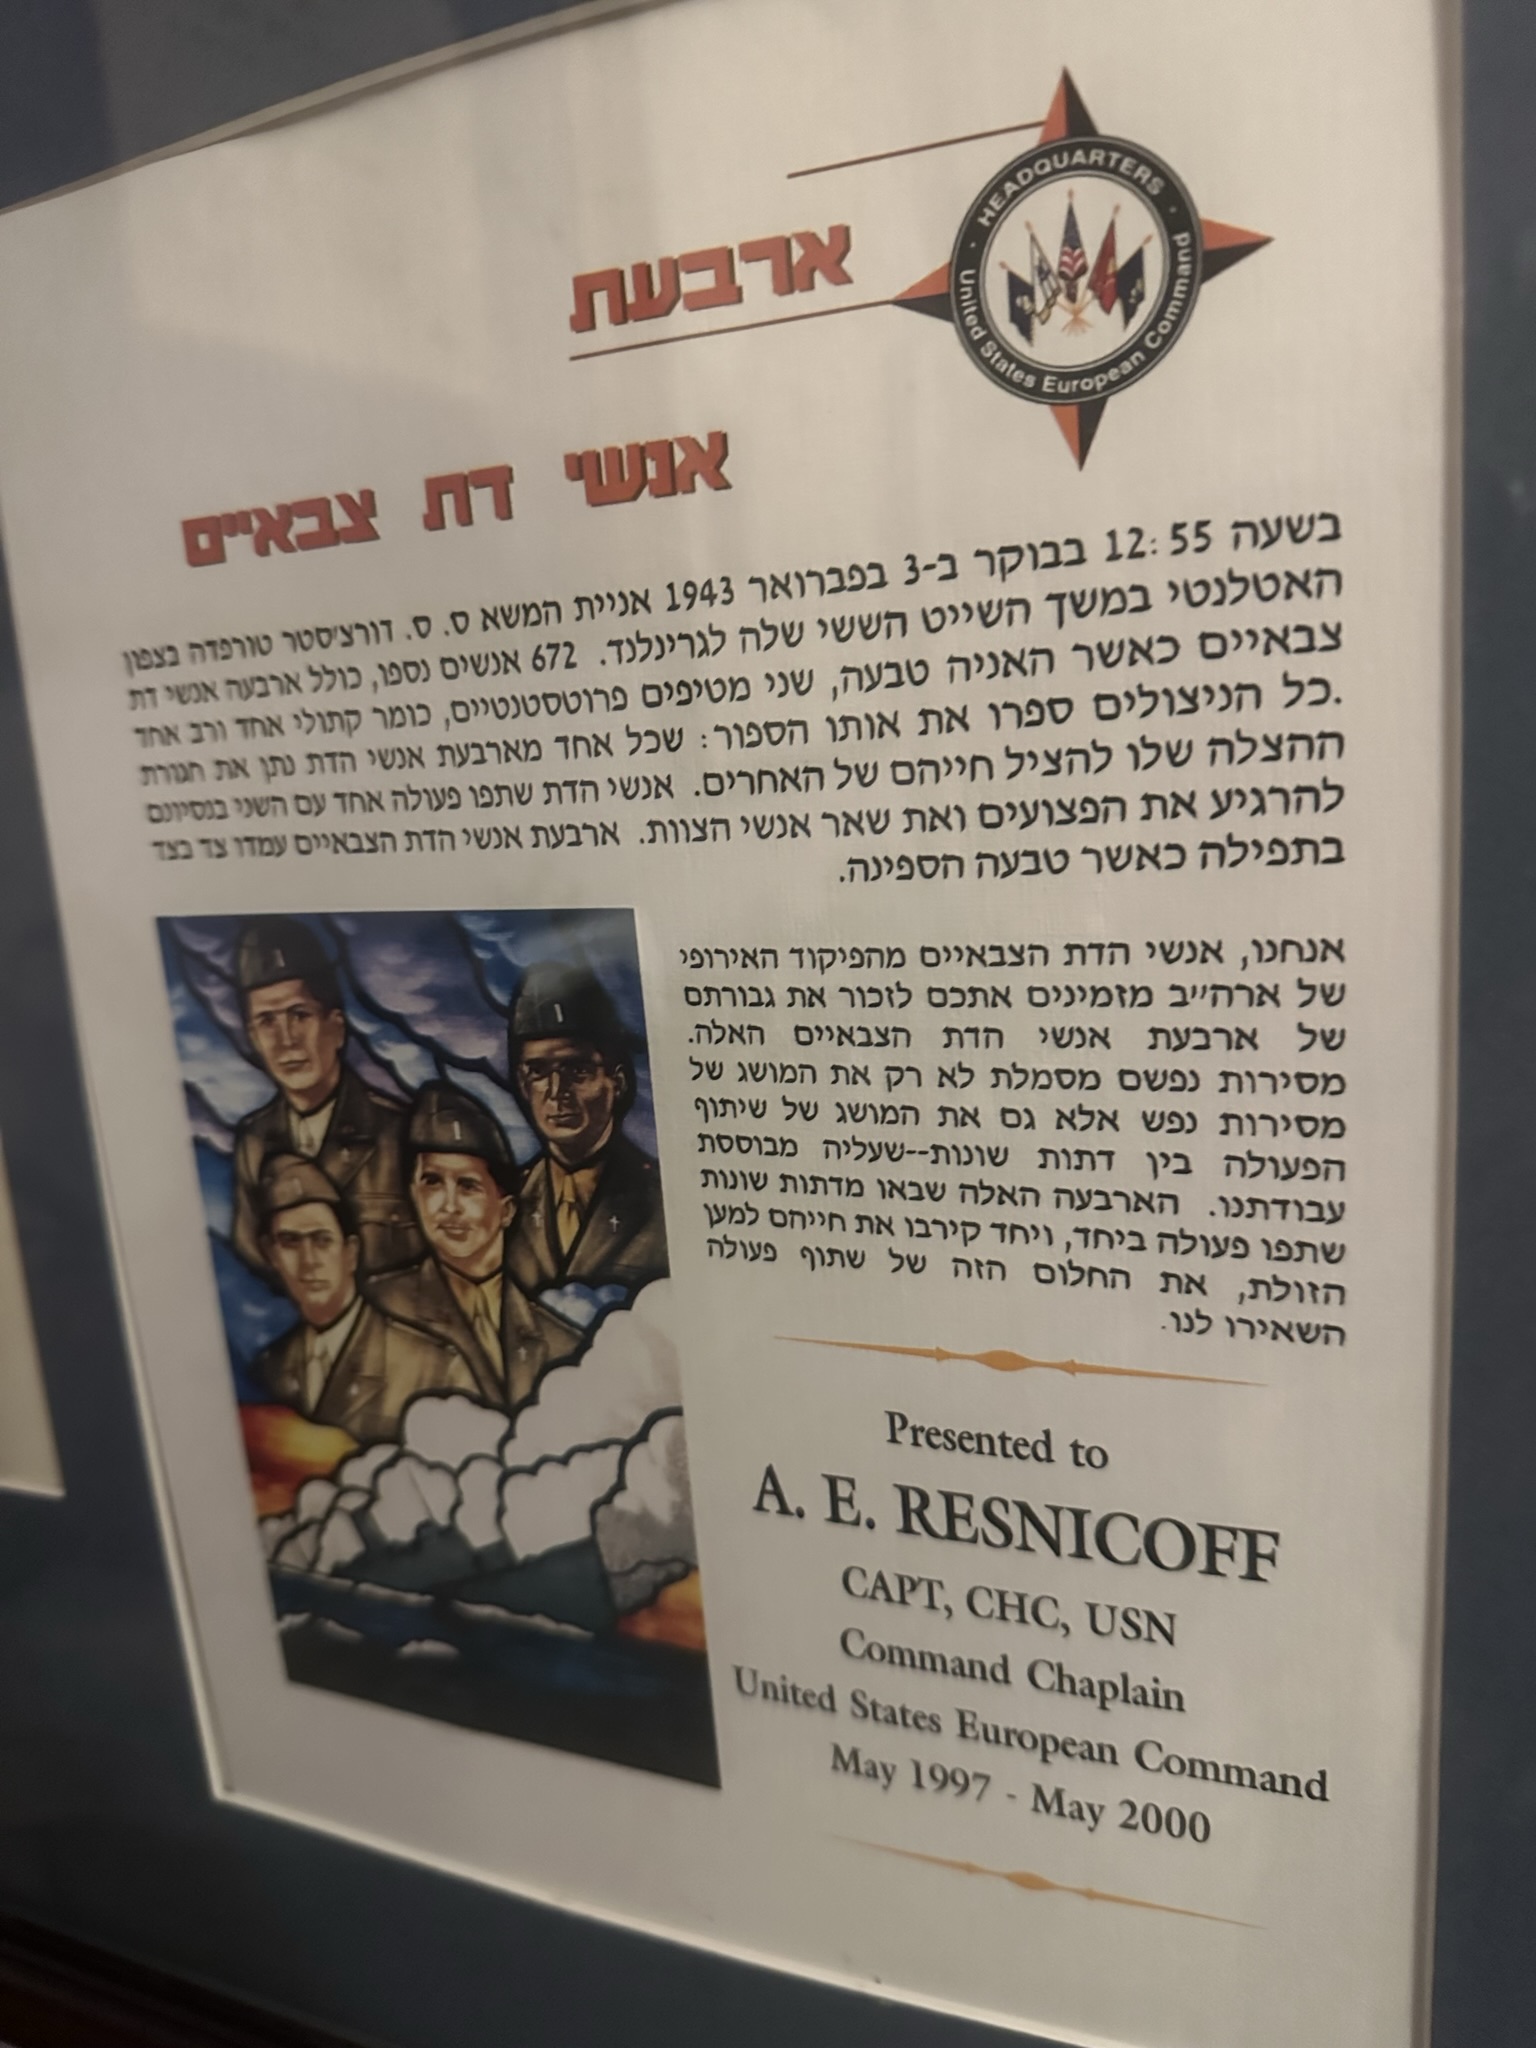 HEADQUARTERS
United States European Command
ארבעת
אנשי דת צבאיים
בשעה 12:55 בבוקר ב-3 בפברואר 1943 אניית המשא ס. ס. דורצ'סטר טורפדה בצפון
האטלנטי במשך השייט הששי שלה לגרינלנד. 672 אנשים נספו, כולל ארבעה אנשי דת
צבאיים כאשר האניה טבעה, שני מטיפים פרוטסטנטיים, כומר קתולי אחד ורב אחד
.כל הניצולים ספרו את אותו הספור: שכל אחד מארבעת אנשי הדת נתן את חגורת
ההצלה שלו להציל חייהם של האחרים. אנשי הדת שתפו פעולה אחד עם השני בנסיונם
להרגיע את הפצועים ואת שאר אנשי הצוות. ארבעת אנשי הדת הצבאיים עמדו צד בצד
בתפילה כאשר טבעה הספינה.
אנחנו, אנשי הדת הצבאיים מהפיקוד האירופי
של ארה״ב מזמינים אתכם לזכור את גבורתם
של ארבעת אנשי הדת הצבאיים האלה.
מסירות נפשם מסמלת לא רק את המושג של
מסירות נפש אלא גם את המושג של שיתוף
הפעולה בין דתות שונות--שעליה מבוססת
עבודתנו. הארבעה האלה שבאו מדתות שונות
שתפו פעולה ביחד, ויחד קירבו את חייהם למען
הזולת, את החלום הזה של שתוף פעולה
השאירו לנו.
Presented to
A. E. RESNICOFF
CAPT, CHC, USN
Command Chaplain
United States European Command
May 1997 - May 2000